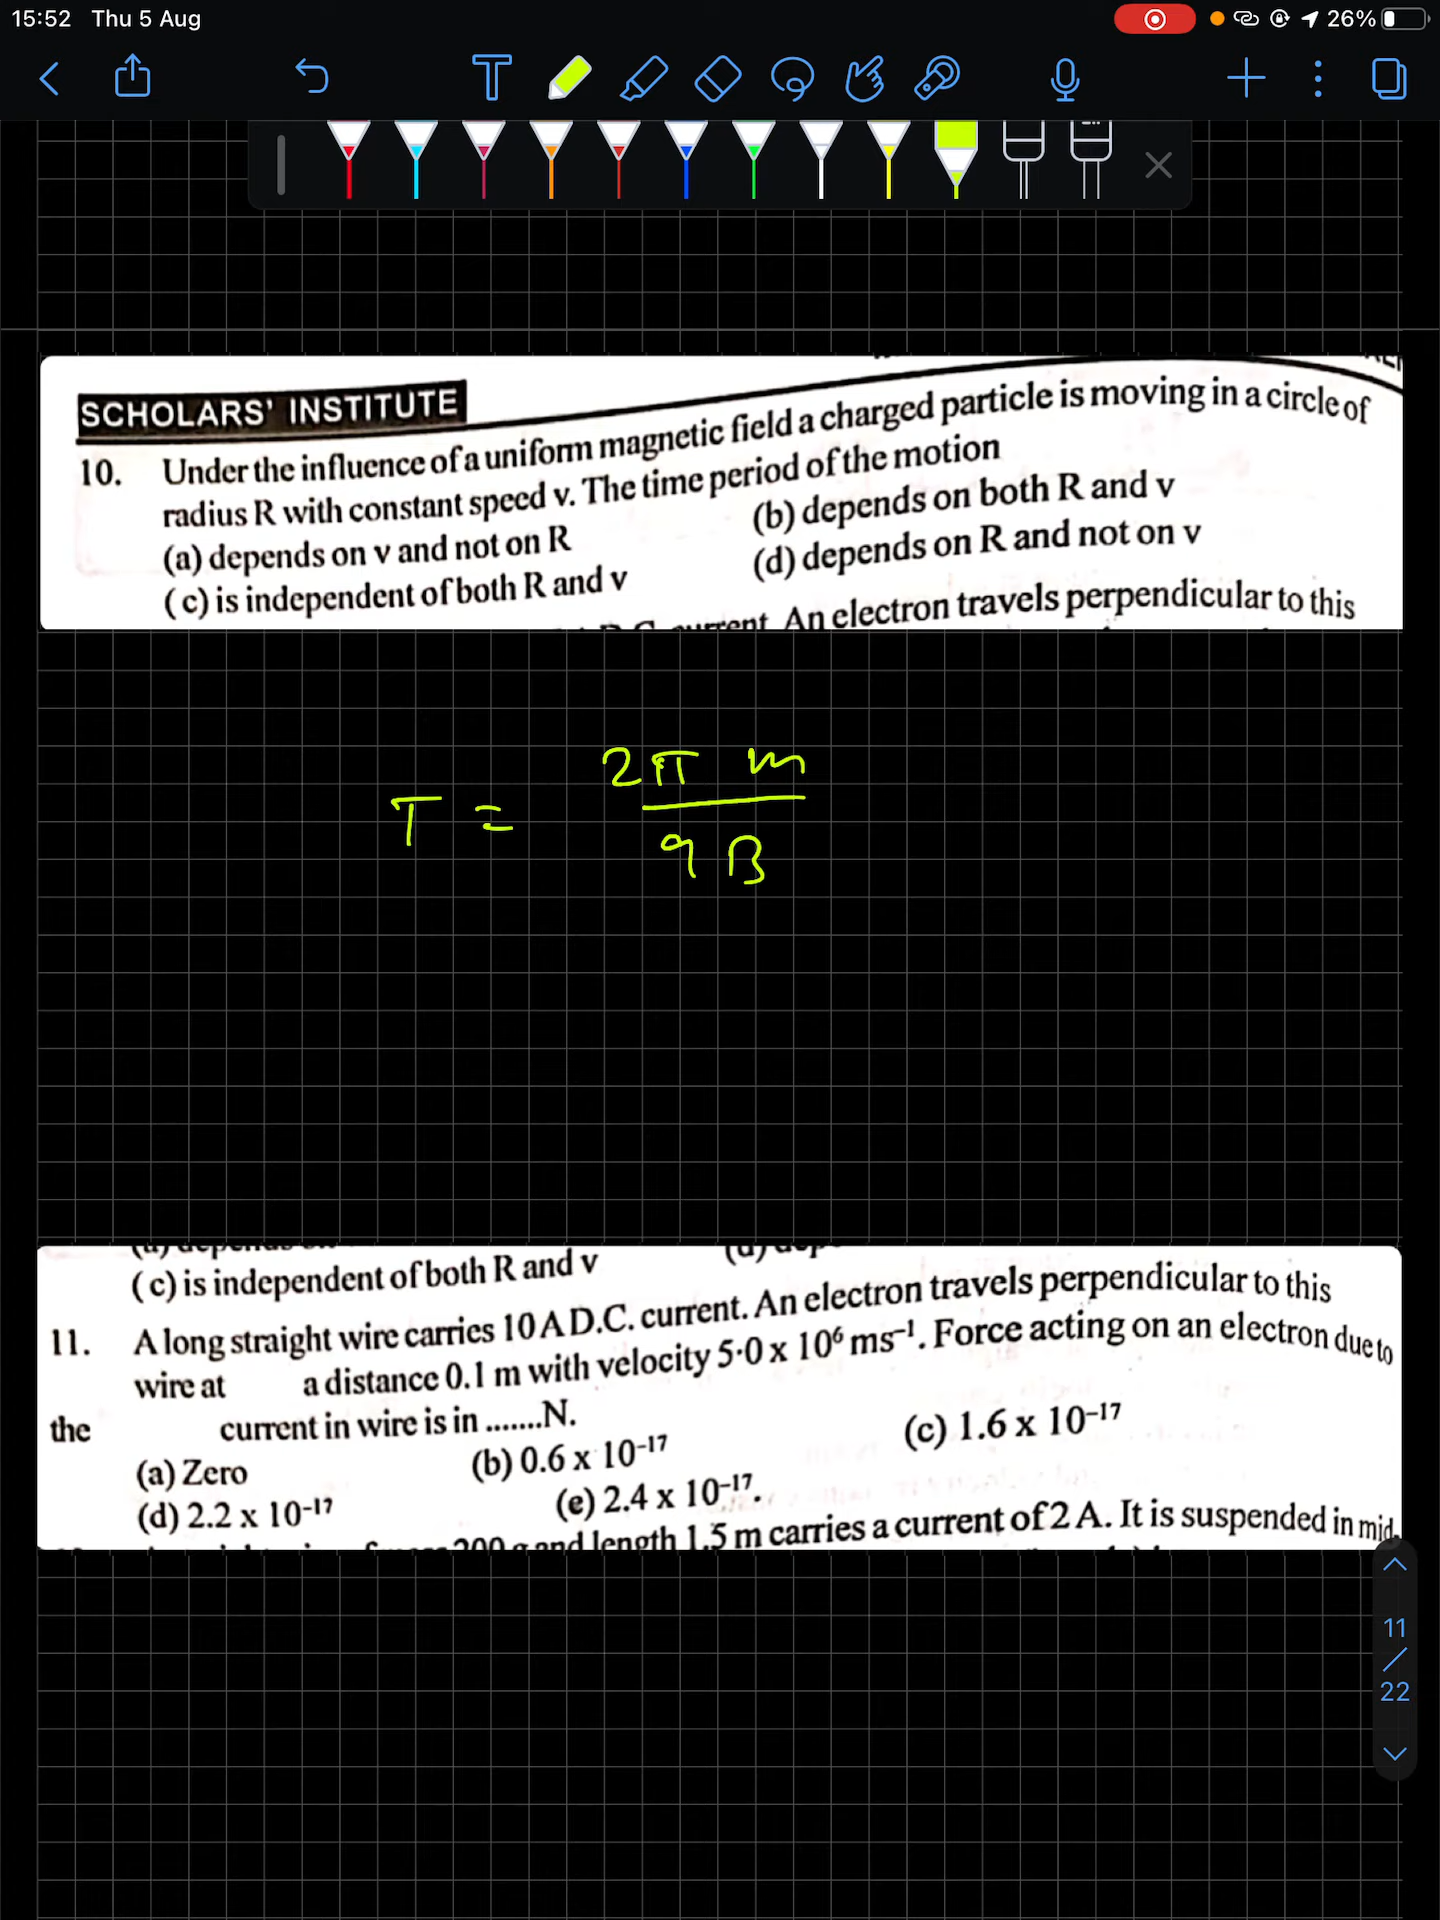 15:52 Thu 5 Aug
26%
SCHOLARS' INSTITUTE
10. Under the influence of a uniform magnetic field a charged particle is moving in a circle of
radius R with constant speed v. The time period of the motion
(a) depends on v and not on R
(b) depends on both R and v
(c) is independent of both R and v
(d) depends on R and not on v
current. An electron travels perpendicular to this
T = 2π m
q B
(c) is independent of both R and v
11. A long straight wire carries 10 A D.C. current. An electron travels perpendicular to this
wire at a distance 0.1 m with velocity 5·0 x 10⁶ ms⁻¹. Force acting on an electron due to
the current in wire is in .......N.
(a) Zero (b) 0.6 x 10⁻¹⁷ (c) 1.6 x 10⁻¹⁷
(d) 2.2 x 10⁻¹⁷ (e) 2.4 x 10⁻¹⁷.
200 g and length 1.5 m carries a current of 2 A. It is suspended in mid
11
/
22